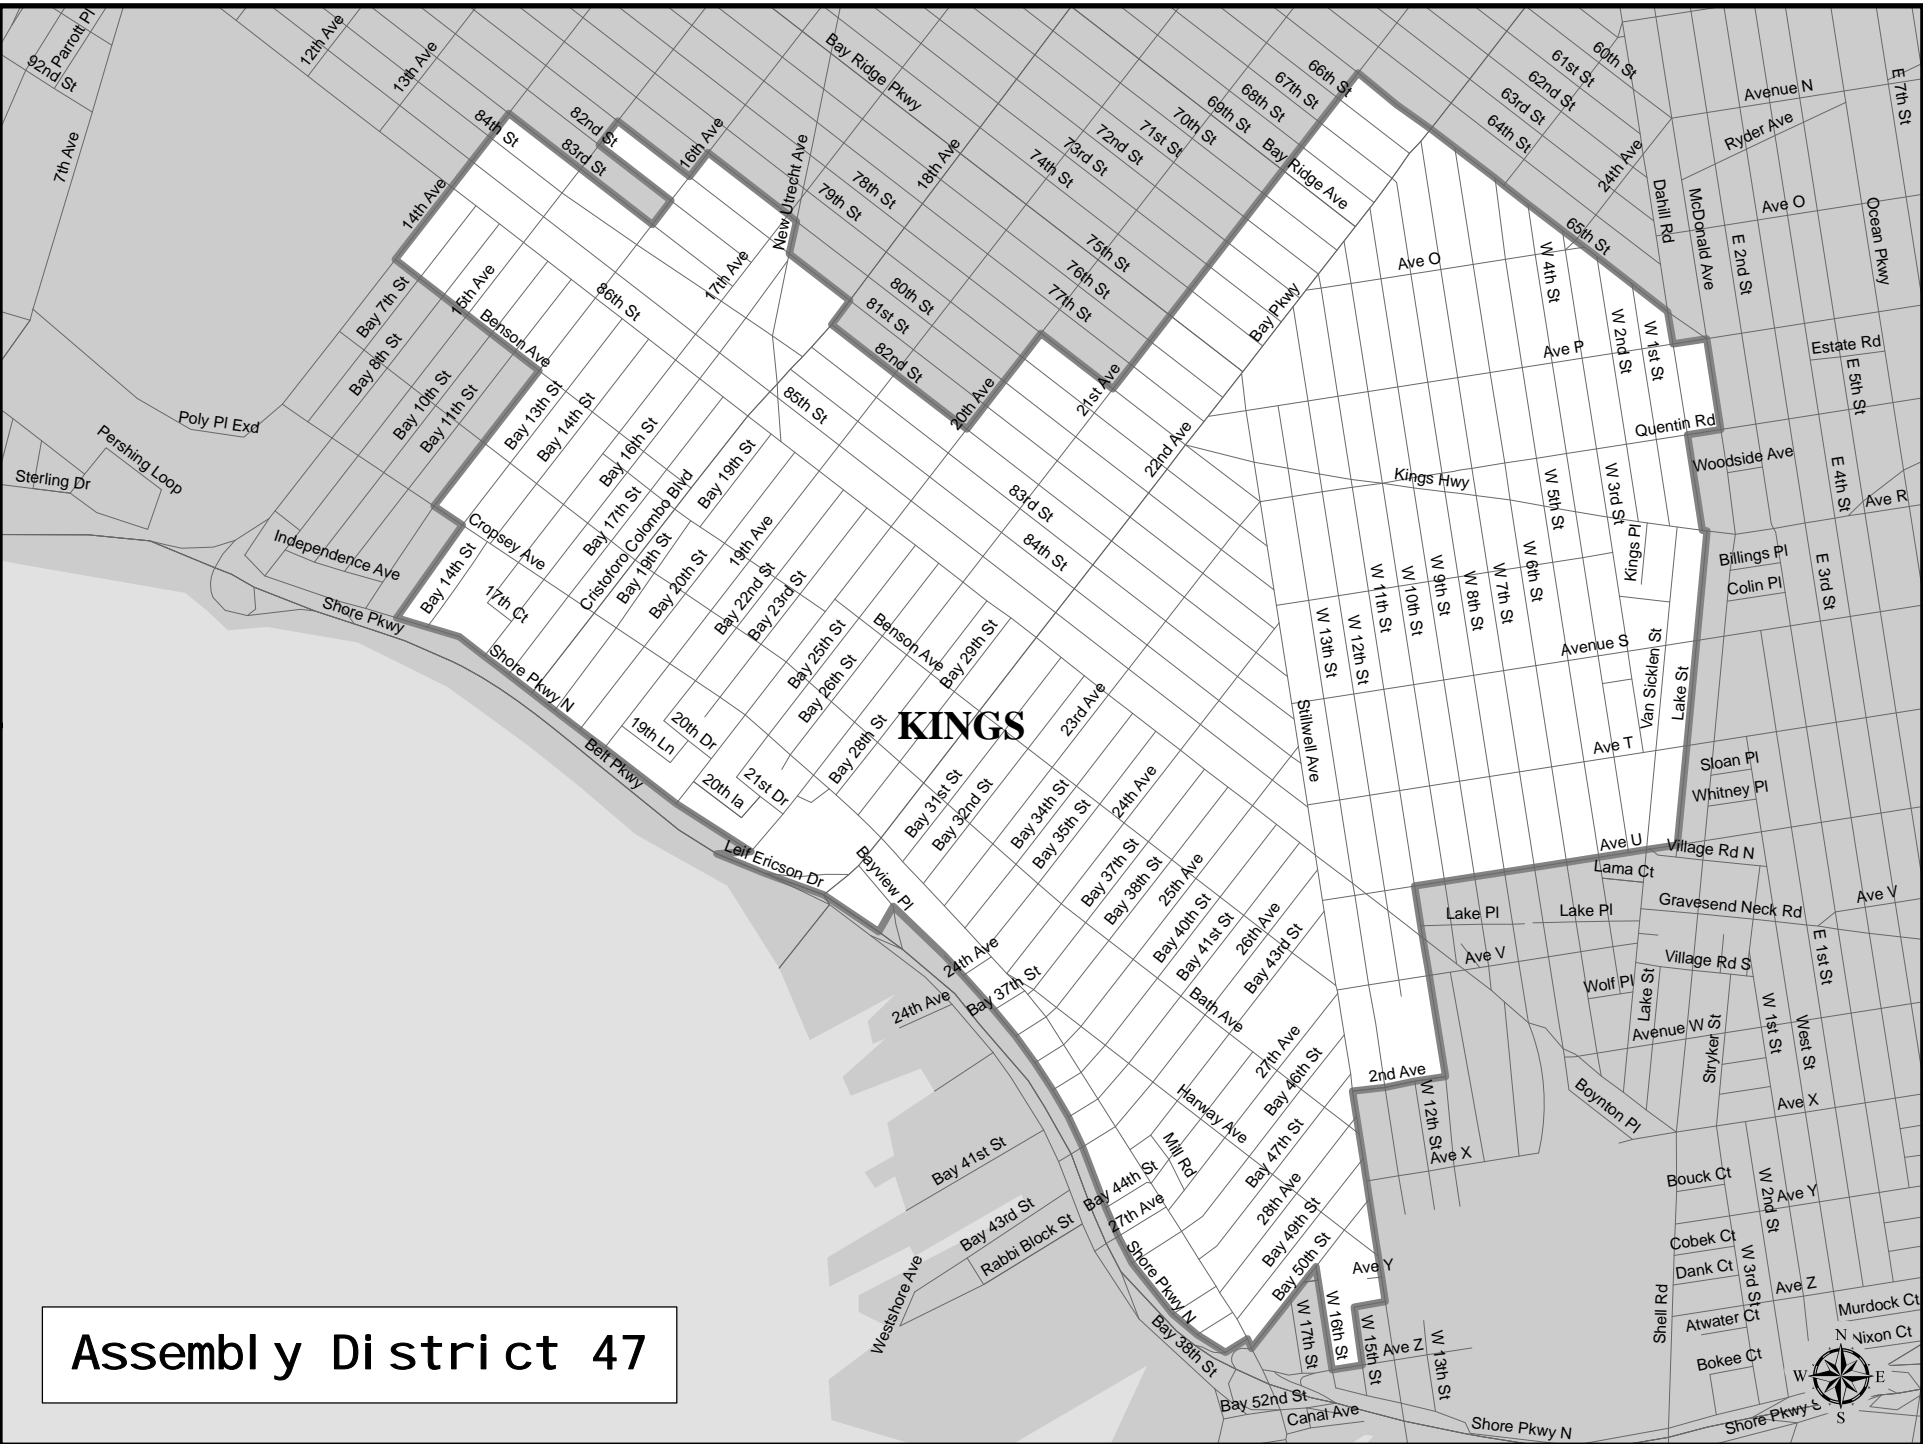 Parrott Pl
92nd St
7th Ave
12th Ave
13th Ave
84th St
82nd St
83rd St
16th Ave
14th Ave
Bay Ridge Pkwy
New Utrecht Ave
18th Ave
78th St
79th St
74th St
73rd St
72nd St
71st St
70th St
69th St
68th St
67th St
66th St
Bay Ridge Ave
60th St
61st St
62nd St
63rd St
64th St
24th Ave
65th St
Avenue N
Ryder Ave
E 7th St
Dahill Rd
McDonald Ave
Ave O
E 2nd St
Ocean Pkwy
75th St
76th St
77th St
80th St
81st St
82nd St
17th Ave
15th Ave
Bay 7th St
Bay 8th St
Benson Ave
86th St
Bay Pkwy
Ave O
W 4th St
Ave P
W 2nd St
W 1st St
Estate Rd
E 5th St
Bay 10th St
Bay 11th St
Bay 13th St
Bay 14th St
Bay 16th St
Bay 17th St
85th St
20th Ave
21st Ave
22nd Ave
Quentin Rd
Woodside Ave
Kings Hwy
E 4th St
Ave R
Poly Pl Exd
Pershing Loop
Sterling Dr
Independence Ave
Cropsey Ave
Cristoforo Colombo Blvd
Bay 19th St
Bay 19th St
Bay 20th St
19th Ave
Bay 22nd St
Bay 23rd St
83rd St
84th St
W 5th St
W 3rd St
Kings Pl
Billings Pl
Colin Pl
E 3rd St
Shore Pkwy
Bay 14th St
17th Ct
Bay 25th St
Bay 26th St
Benson Ave
Bay 29th St
W 13th St
W 12th St
W 11th St
W 10th St
W 9th St
W 8th St
W 7th St
W 6th St
Avenue S
Van Sicklen St
Lake St
Shore Pkwy N
19th Ln
20th Dr
Belt Pkwy
20th la
21st Dr
Bay 28th St
KINGS
23rd Ave
Stillwell Ave
Ave T
Sloan Pl
Whitney Pl
Bay 31st St
Bay 32nd St
Bay 34th St
Bay 35th St
24th Ave
Leif Ericson Dr
Bayview Pl
Bay 37th St
Bay 38th St
25th Ave
Bay 40th St
Bay 41st St
26th Ave
Bay 43rd St
Ave U
Village Rd N
Lama Ct
Lake Pl
Lake Pl
Gravesend Neck Rd
Ave V
24th Ave
24th Ave
Bay 37th St
Bath Ave
Ave V
Village Rd S
E 1st St
Wolf Pl
Lake St
Avenue W
Stryker St
W 1st St
West St
27th Ave
Bay 46th St
2nd Ave
W 12th St
Boynton Pl
Ave X
Harway Ave
Mill Rd
Bay 47th St
Ave X
Bay 41st St
Bay 44th St
27th Ave
28th Ave
Bay 49th St
Bay 50th St
Bouck Ct
W 2nd St
Ave Y
Bay 43rd St
Rabbi Block St
Shore Pkwy N
Ave Y
Cobek Ct
Dank Ct
W 3rd St
Ave Z
Westshore Ave
Bay 38th St
W 17th St
W 16th St
W 15th St
Ave Z
W 13th St
Shell Rd
Atwater Ct
Murdock Ct
Nixon Ct
Bokee Ct
Bay 52nd St
Canal Ave
Shore Pkwy N
Shore Pkwy S
N
W
E
S
Assembly District 47